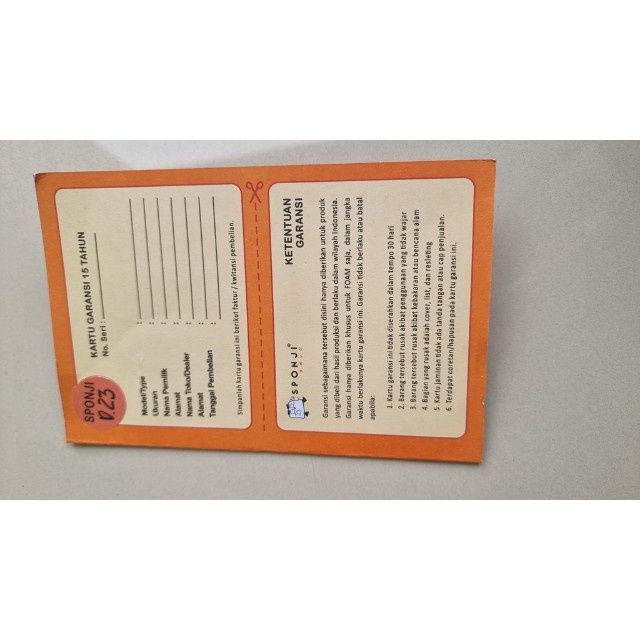 SPONJI
D.23
KARTU GARANSI 15 TAHUN
No. Seri :
Model/Type :
Ukuran :
Nama Pemilik :
Alamat :
Nama Toko/Dealer :
Alamat :
Tanggal Pembelian :
Simpanlah kartu garansi ini berikut faktur / kwitansi pembelian.
SPONJI
KETENTUAN
GARANSI
Garansi sebagaimana tersebut disini hanya diberikan untuk produk
yang dibeli dari hasil produksi dan berlaku dalam wilayah Indonesia.
Garansi hanya diberikan khusus untuk FOAM saja, dalam jangka
waktu berlakunya kartu garansi ini. Garansi tidak berlaku atau batal
apabila:
1. Kartu garansi ini tidak diserahkan dalam tempo 30 hari
2. Barang tersebut rusak akibat penggunaan yang tidak wajar
3. Barang tersebut rusak akibat kebakaran atau bencana alam
4. Bagian yang rusak adalah cover, list, dan resleting
5. Kartu jaminan tidak ada tanda tangan atau cap penjualan.
6. Terdapat coretan/hapusan pada kartu garansi ini.